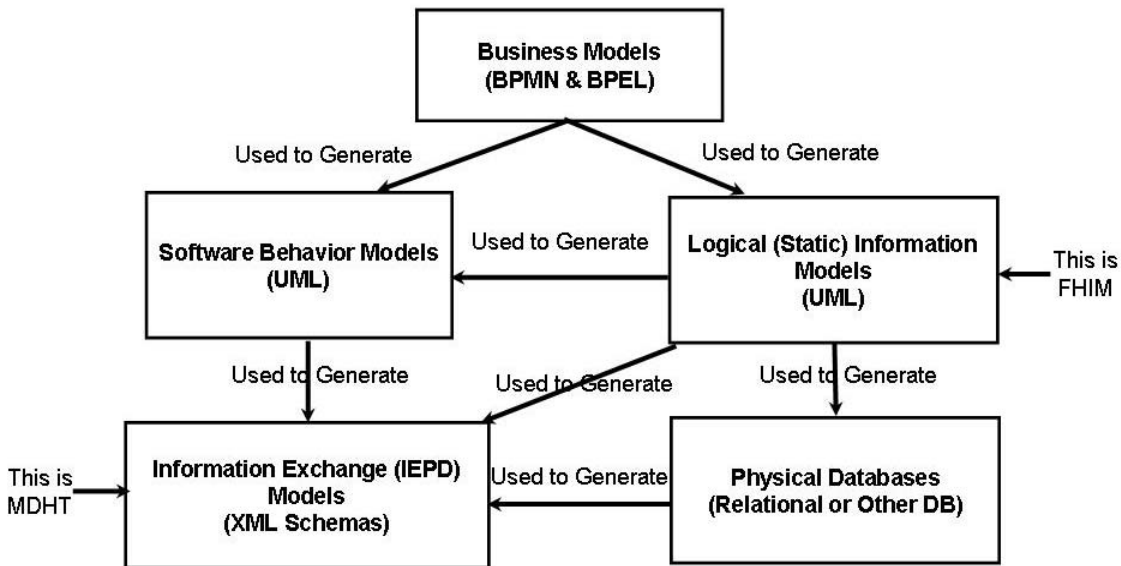 Business Models
(BPMN & BPEL)
Used to Generate
Used to Generate
Software Behavior Models
(UML)
Used to Generate
Logical (Static) Information
Models
(UML)
This is
FHIM
Used to Generate
Used to Generate
Used to Generate
This is
MDHT
Information Exchange (IEPD)
Models
(XML Schemas)
Used to Generate
Physical Databases
(Relational or Other DB)